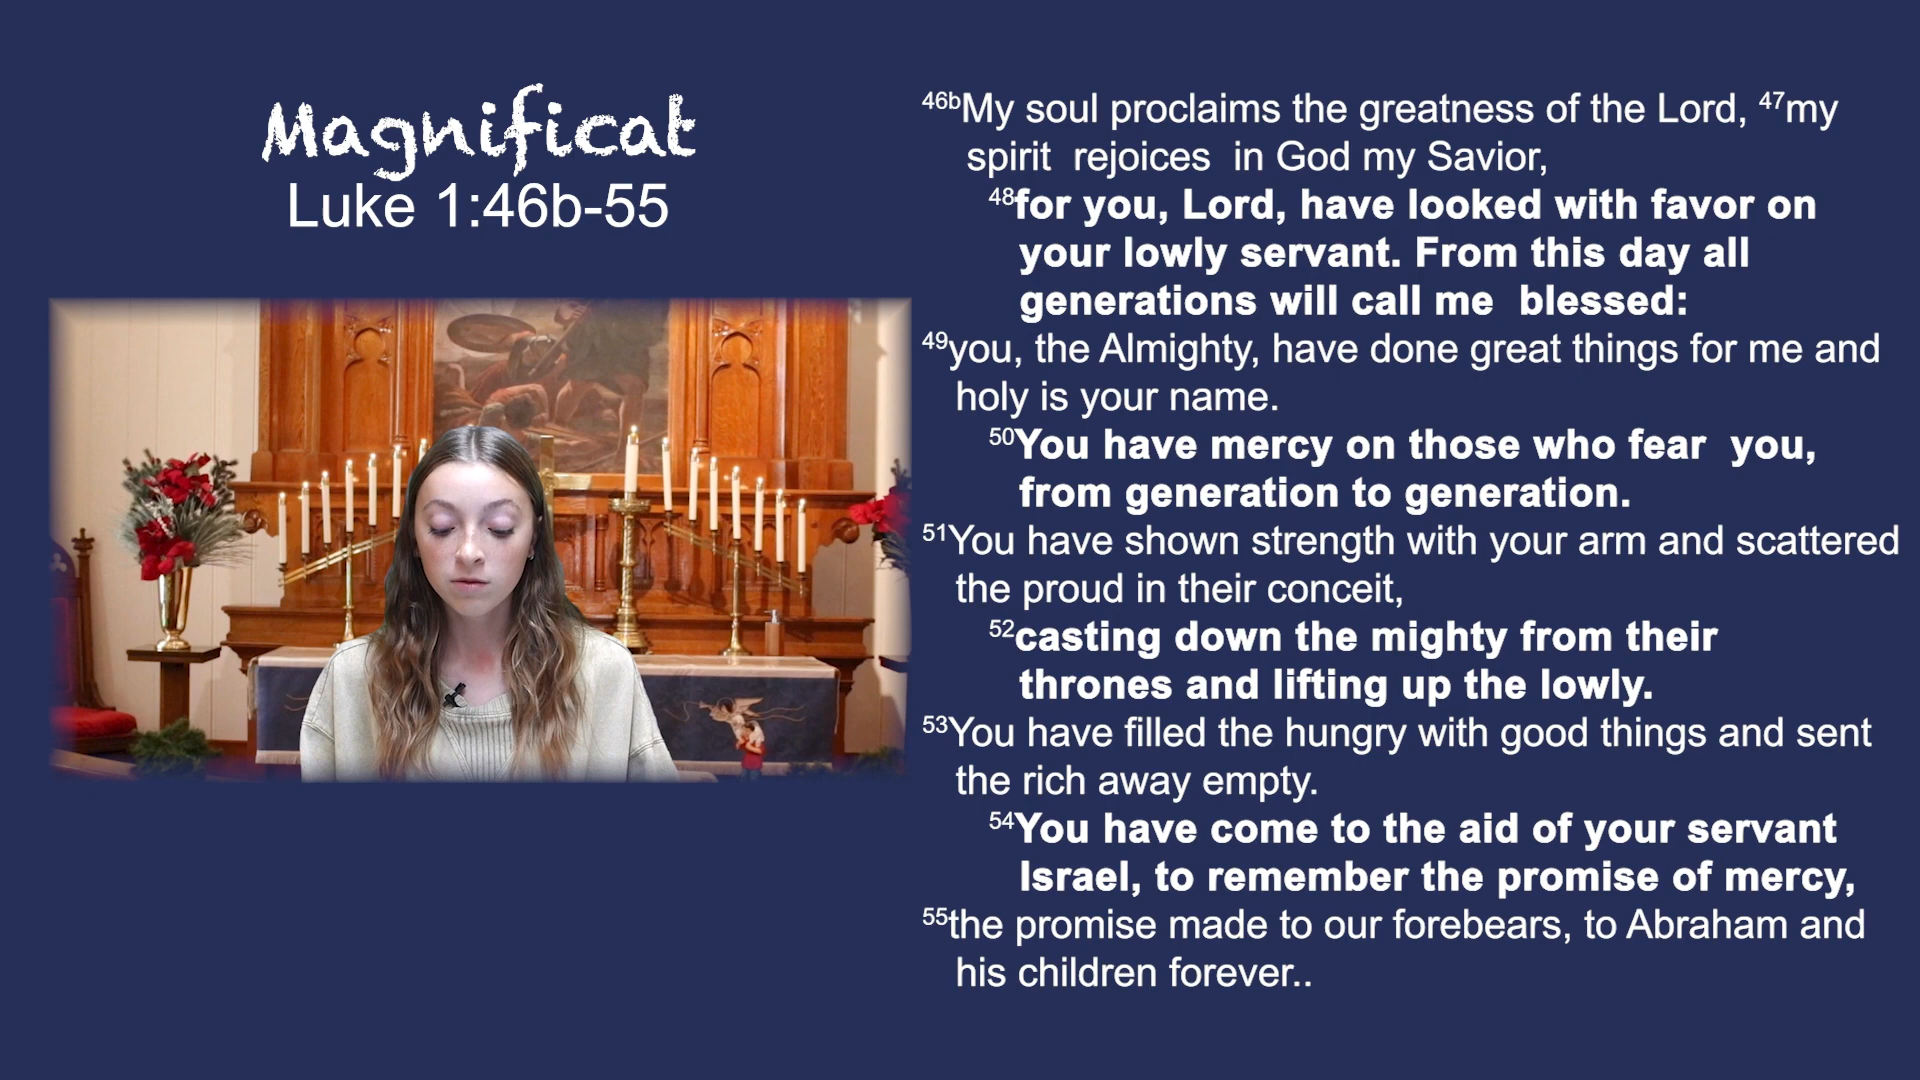 Magnificat
Luke 1:46b-55
46bMy soul proclaims the greatness of the Lord, 47my
spirit  rejoices  in God my Savior,
48for you, Lord, have looked with favor on
your lowly servant. From this day all
generations will call me  blessed:
49you, the Almighty, have done great things for me and
holy is your name.
50You have mercy on those who fear  you,
from generation to generation.
51You have shown strength with your arm and scattered
the proud in their conceit,
52casting down the mighty from their
thrones and lifting up the lowly.
53You have filled the hungry with good things and sent
the rich away empty.
54You have come to the aid of your servant
Israel, to remember the promise of mercy,
55the promise made to our forebears, to Abraham and
his children forever..